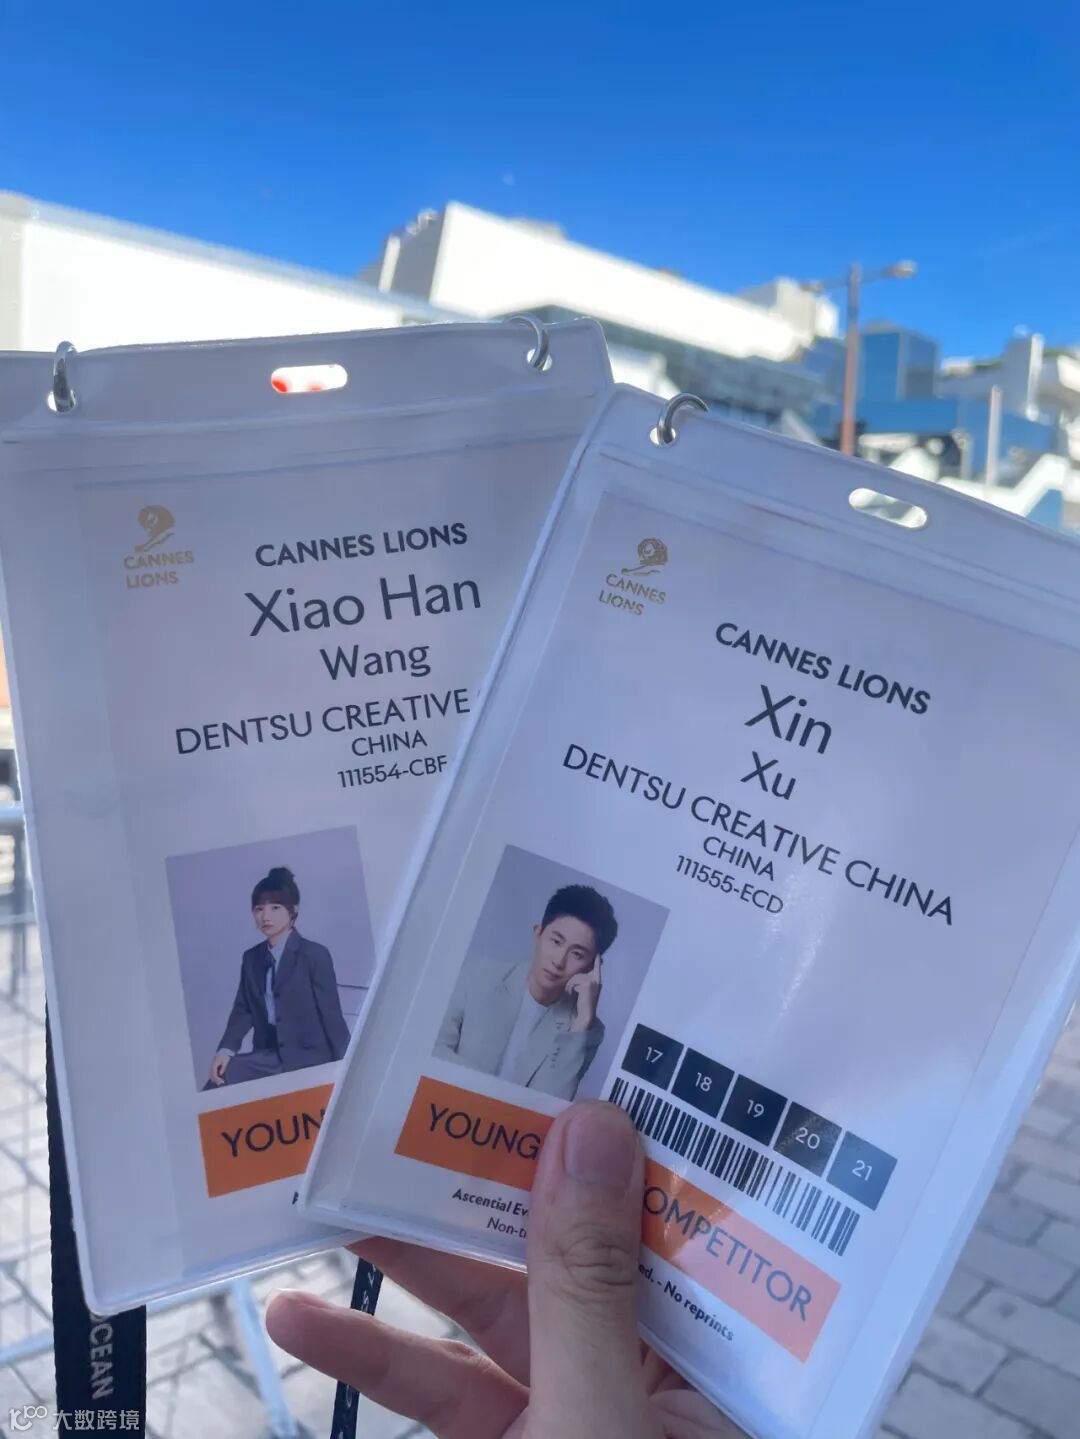 CANNES
LIONS
CANNES LIONS
Xiao Han
Wang
DENTSU CREATIVE
CHINA
111554-CBF
YOUN
CANNES
LIONS
CANNES LIONS
Xin
Xu
DENTSU CREATIVE CHINA
CHINA
111555-ECD
17 18 19 20 21
YOUNG COMPETITOR
Ascential ed. - No reprints
OCEAN
大数跨境